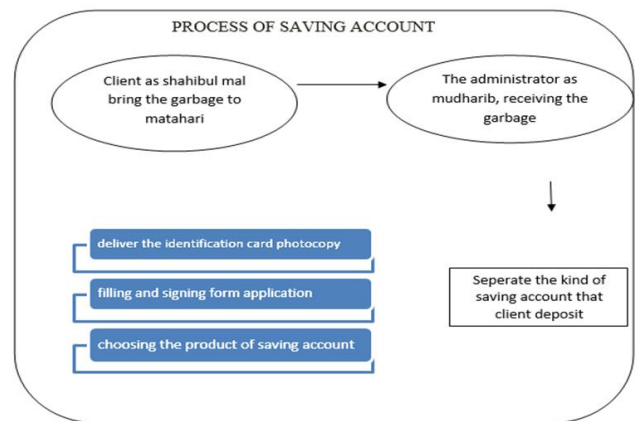 PROCESS OF SAVING ACCOUNT
Client as shahibul mal
bring the garbage to
matahari
The administrator as
mudharib, receiving the
garbage
deliver the identification card photocopy
filling and signing form application
choosing the product of saving account
Seperate the kind of
saving account that
client deposit